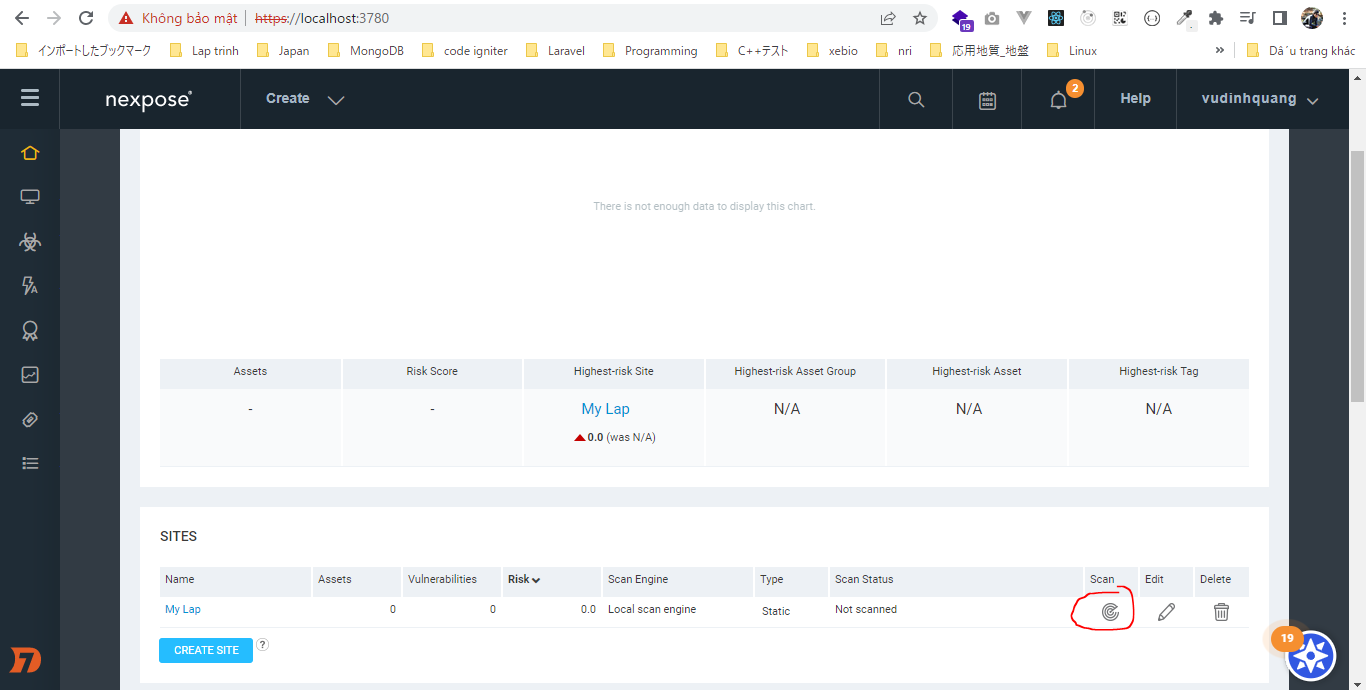 Không bảo mật https://localhost:3780
19
インポートしたブックマーク Lap trinh Japan MongoDB code igniter Laravel Programming C++テスト xebio nri 応用地質_地盤 Linux » Dấu trang khác
nexpose® Create 2 Help vudinhquang
There is not enough data to display this chart.
Assets Risk Score Highest-risk Site Highest-risk Asset Group Highest-risk Asset Highest-risk Tag
- - My Lap N/A N/A N/A
0.0 (was N/A)
SITES
Name Assets Vulnerabilities Risk Scan Engine Type Scan Status Scan Edit Delete
My Lap 0 0 0.0 Local scan engine Static Not scanned
CREATE SITE ?
19